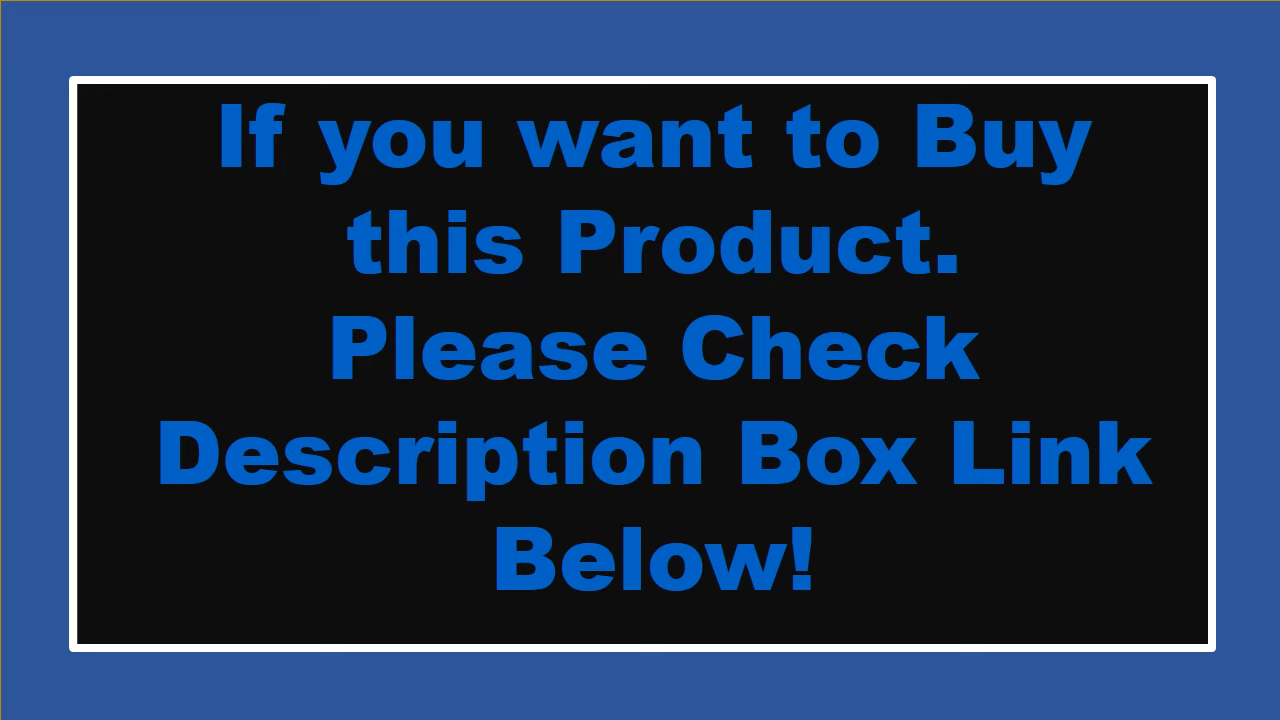 If you want to Buy
this Product.
Please Check
Description Box Link
Below!